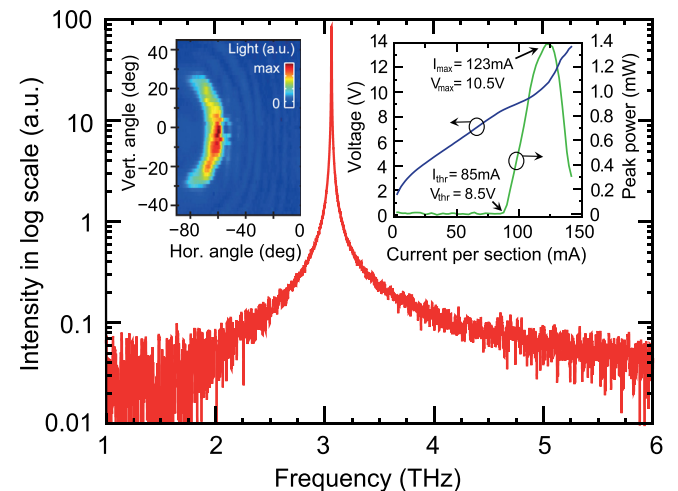 Intensity in log scale (a.u.)
100
10
1
0.1
0.01
1 2 3 4 5 6
Frequency (THz)
Light (a.u.)
max
0
Vert. angle (deg)
40
20
0
−20
−40
−80 −40 0
Hor. angle (deg)
Voltage (V)
14
12
10
8
6
4
2
0
Imax= 123mA
Vmax= 10.5V
Ithr= 85mA
Vthr= 8.5V
1.4
1.2
1.0
0.8
0.6
0.4
0.2
0
Peak power (mW)
0 50 100 150
Current per section (mA)